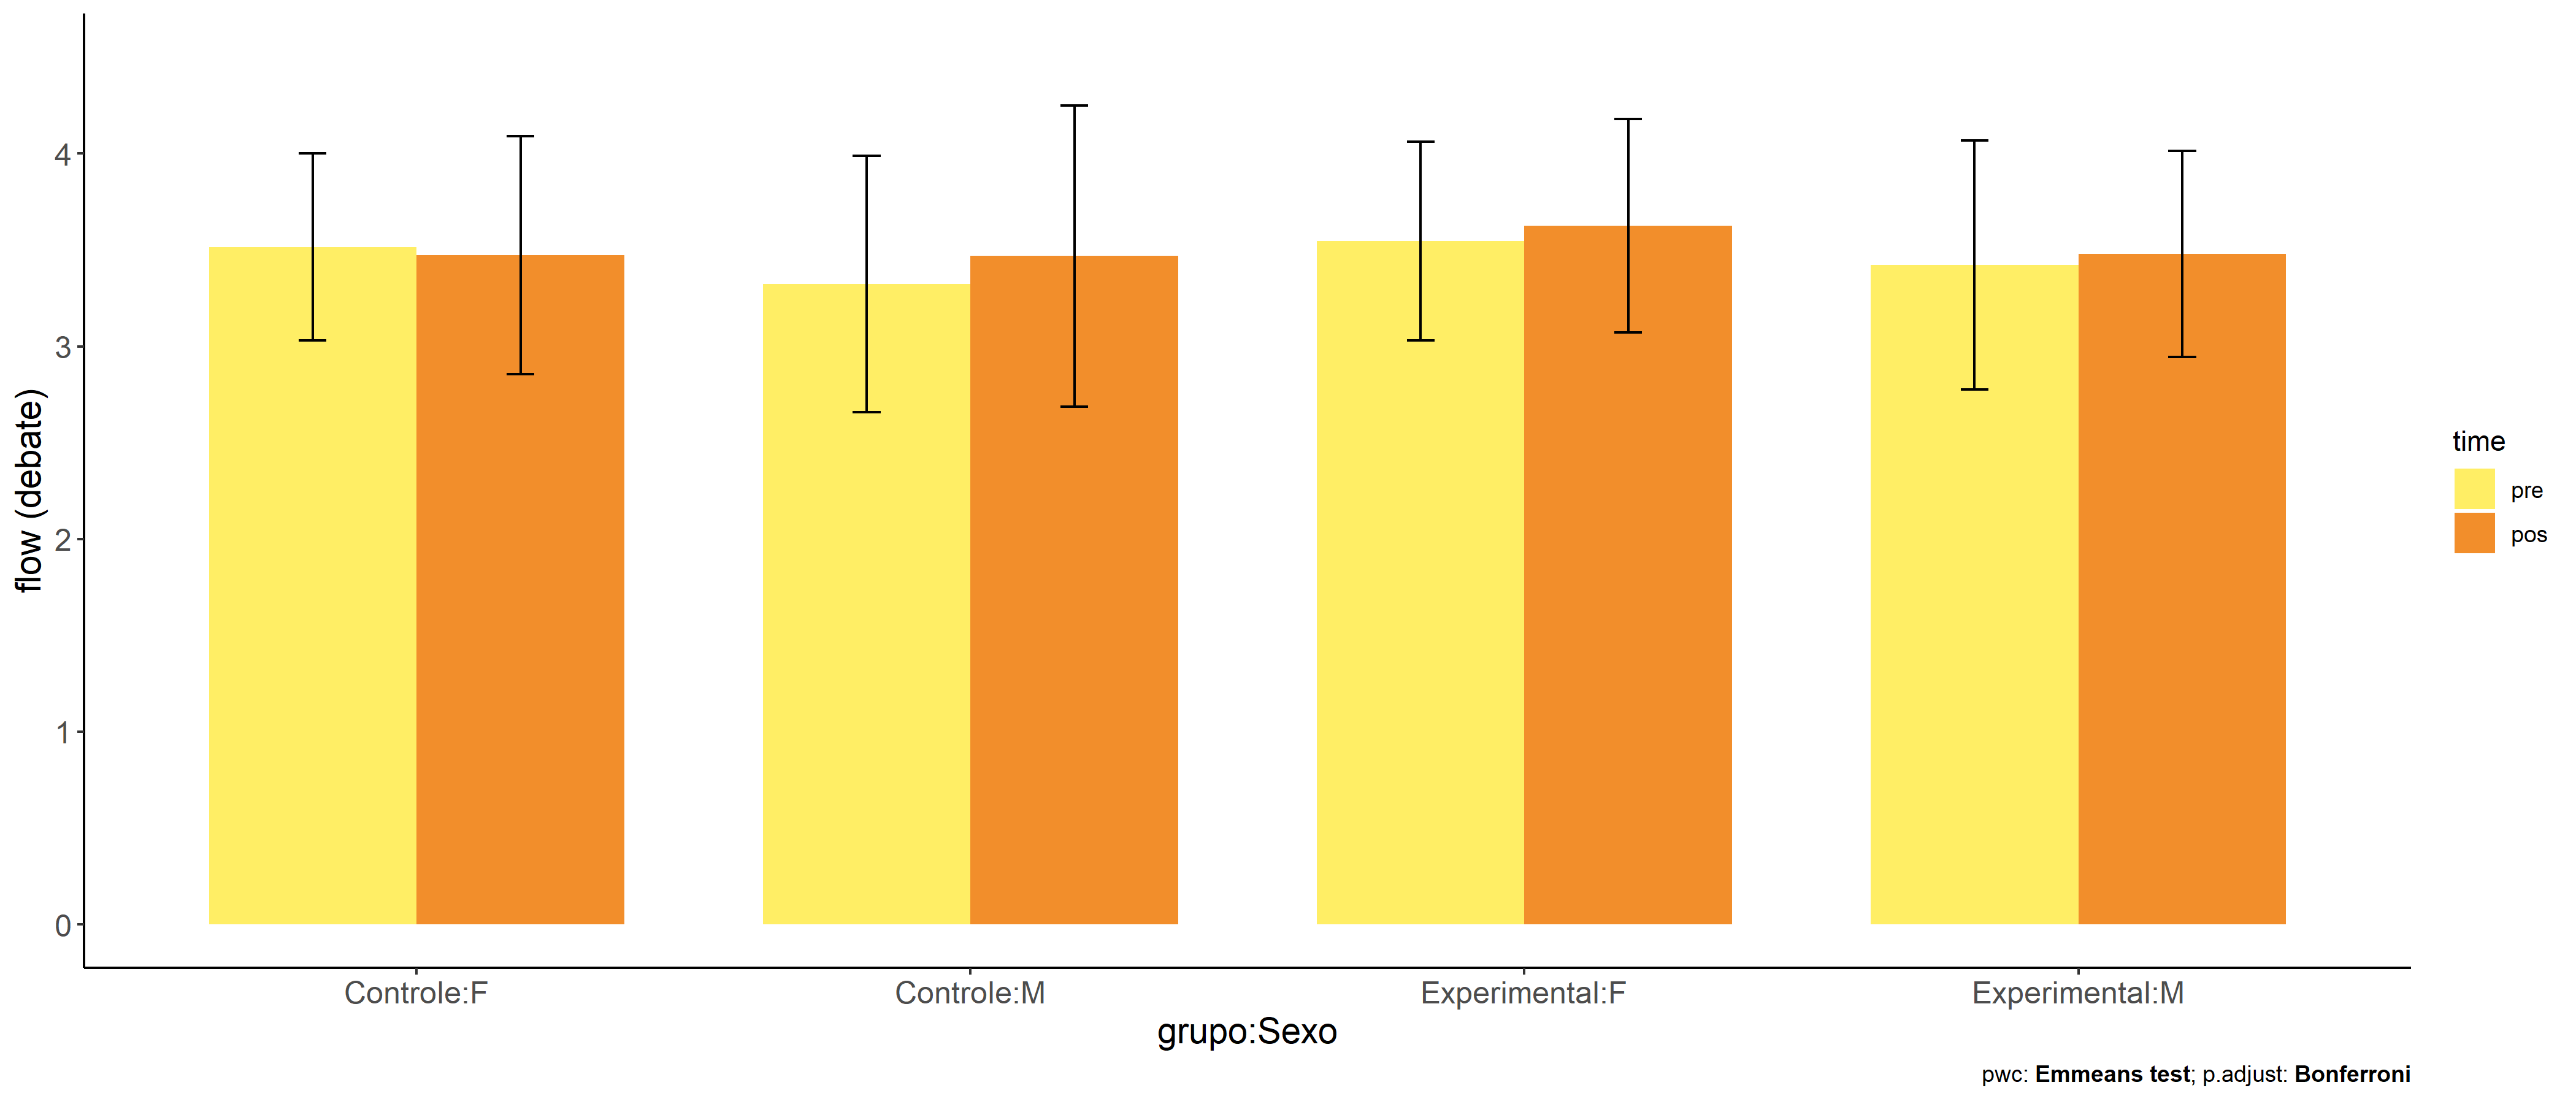 flow (debate)
4
3
2
1
0
Controle:F
Controle:M
Experimental:F
Experimental:M
grupo:Sexo
time
pre
pos
pwc: Emmeans test; p.adjust: Bonferroni